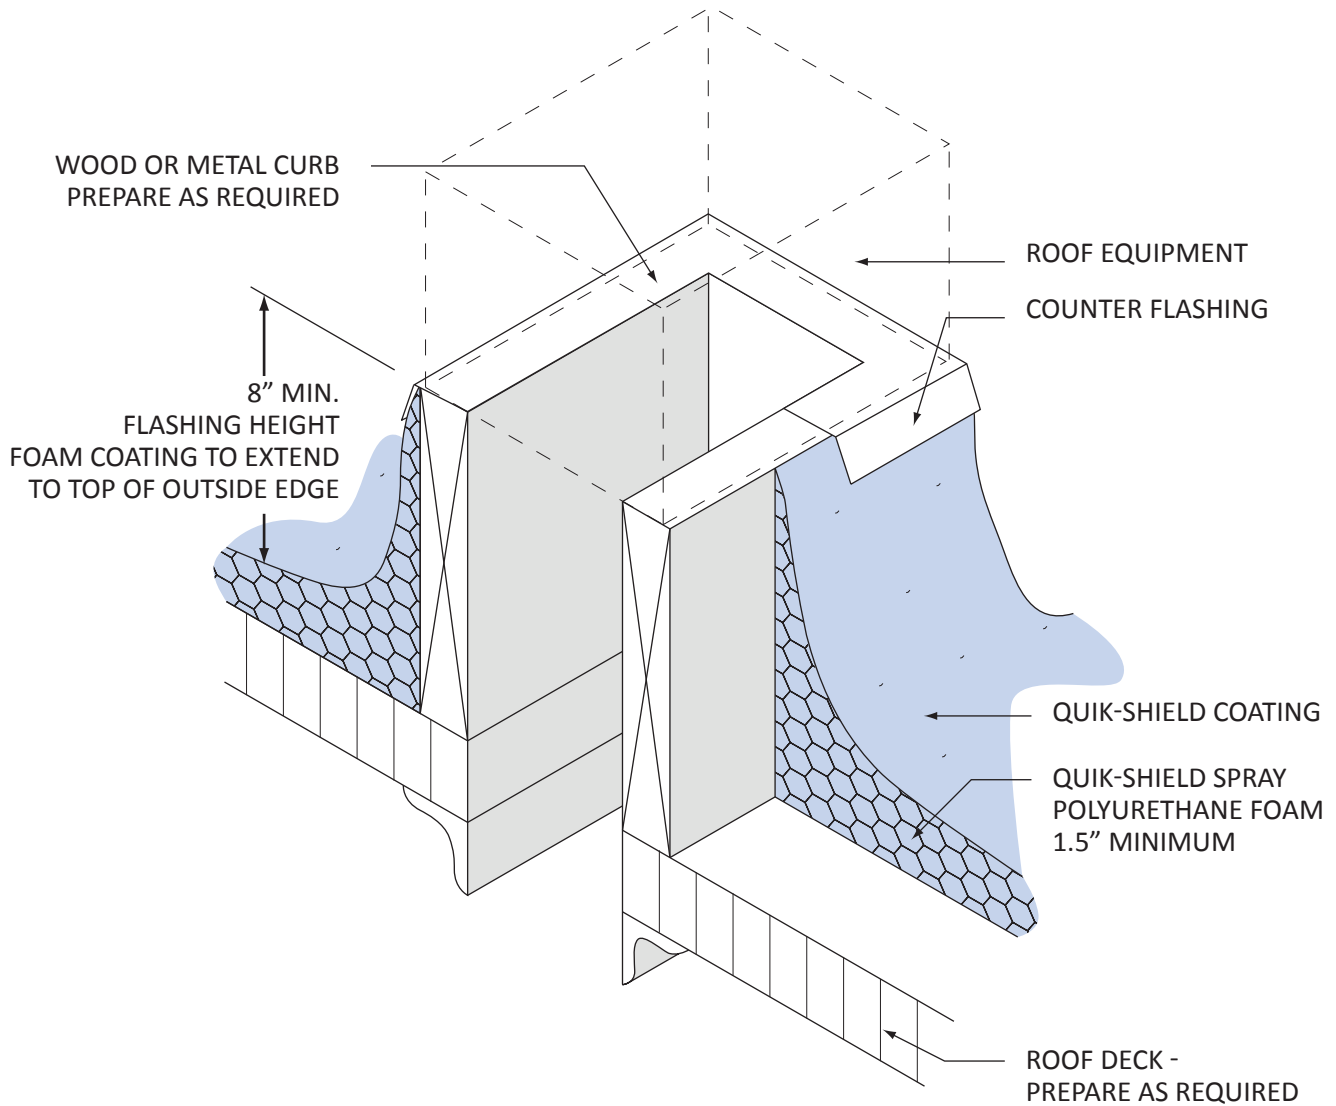 WOOD OR METAL CURB
PREPARE AS REQUIRED
ROOF EQUIPMENT
COUNTER FLASHING
8” MIN.
FLASHING HEIGHT
FOAM COATING TO EXTEND
TO TOP OF OUTSIDE EDGE
QUIK-SHIELD COATING
QUIK-SHIELD SPRAY
POLYURETHANE FOAM
1.5” MINIMUM
ROOF DECK -
PREPARE AS REQUIRED